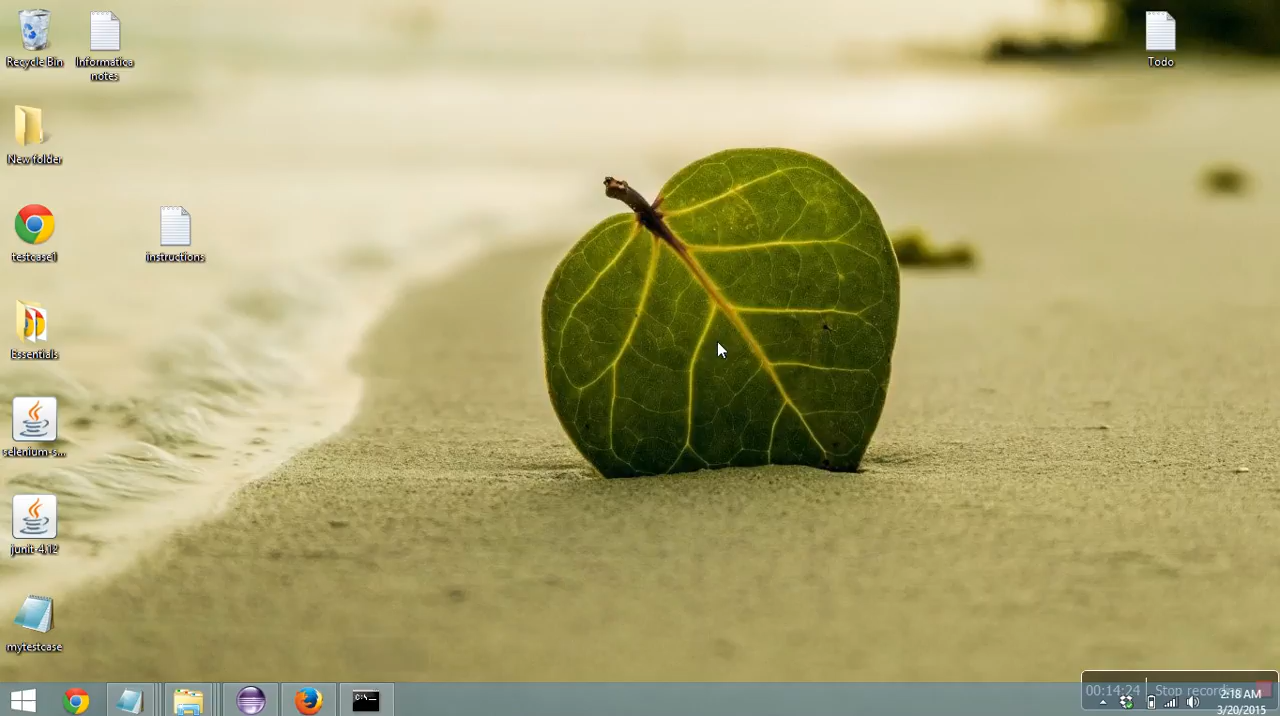 Recycle Bin
Informatica
notes
Todo
New folder
testcase1
instructions
Essentials
selenium-s...
junit-4.12
mytestcase
C:\_
00:14:24
Stop recording
2:18 AM
3/20/2015